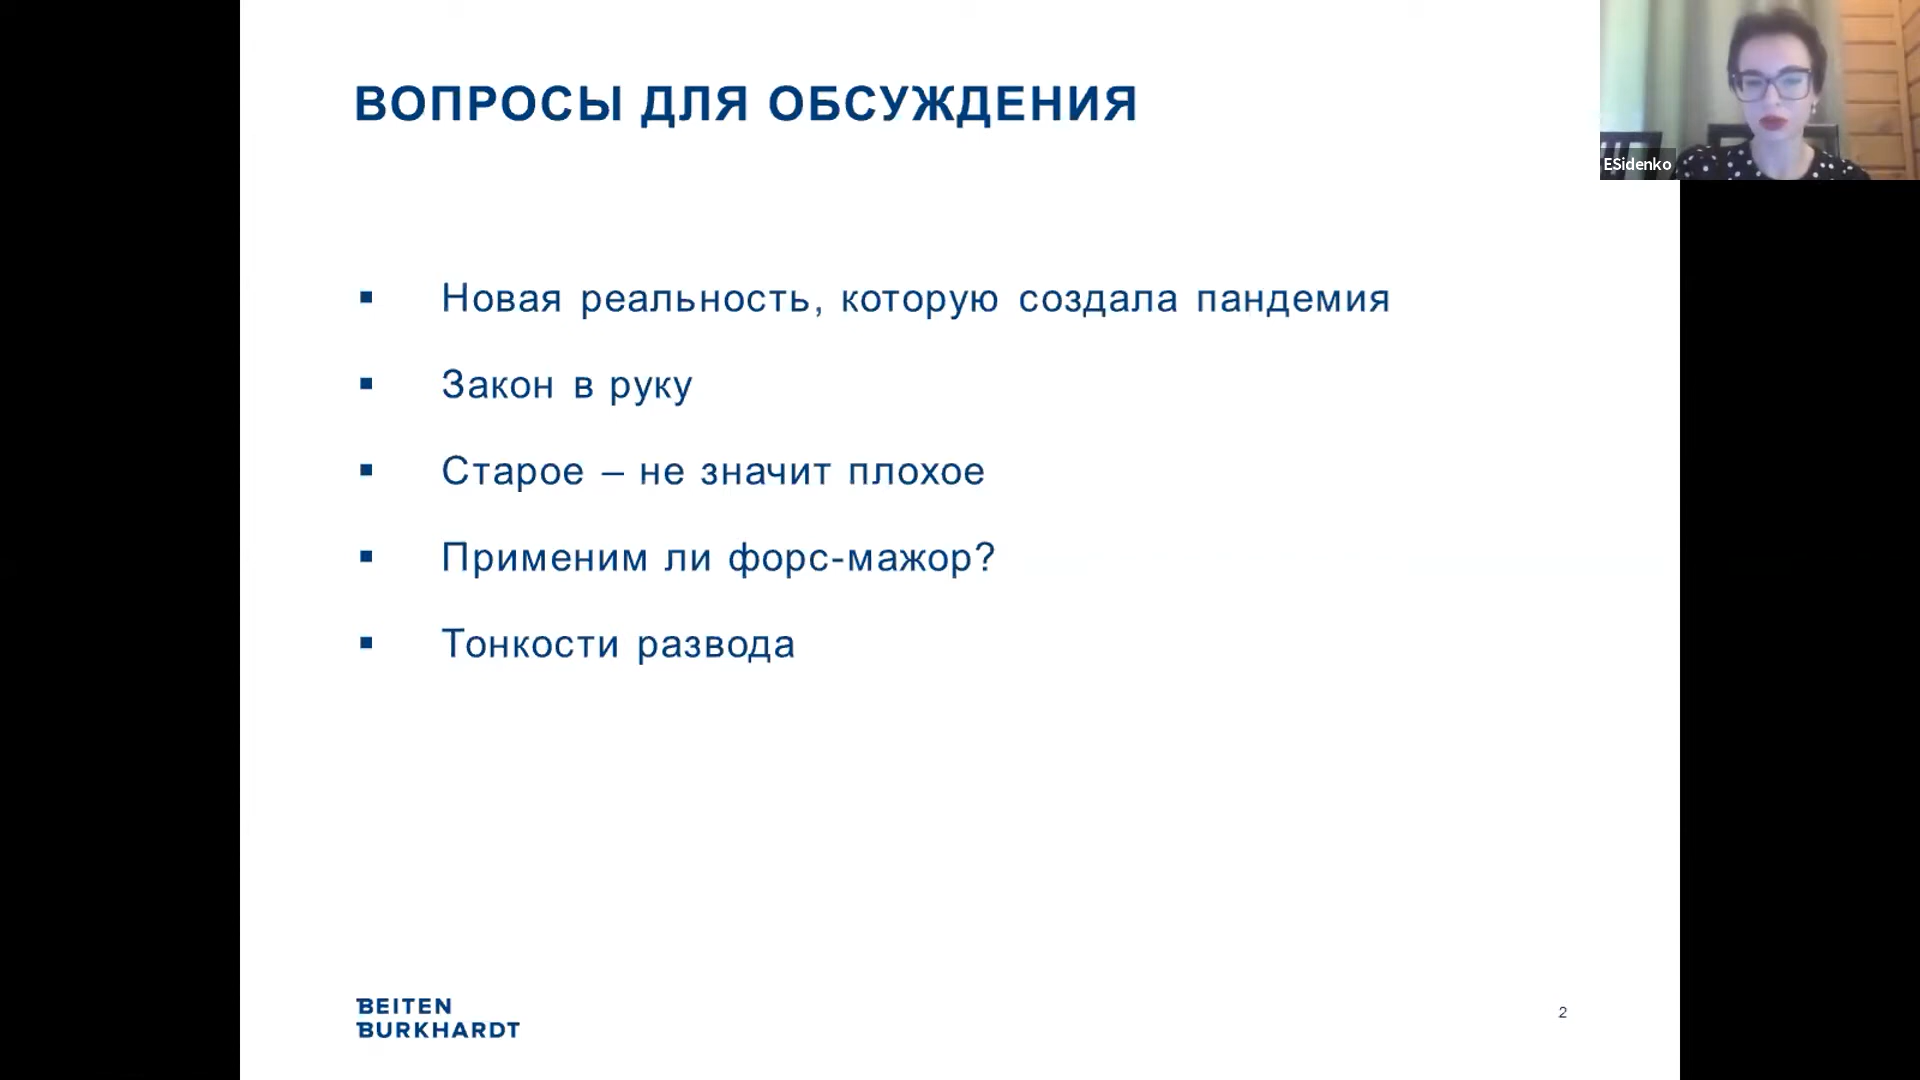 ВОПРОСЫ ДЛЯ ОБСУЖДЕНИЯ
ESidenko
▪ Новая реальность, которую создала пандемия
▪ Закон в руку
▪ Старое – не значит плохое
▪ Применим ли форс-мажор?
▪ Тонкости развода
BEITEN
BURKHARDT
2